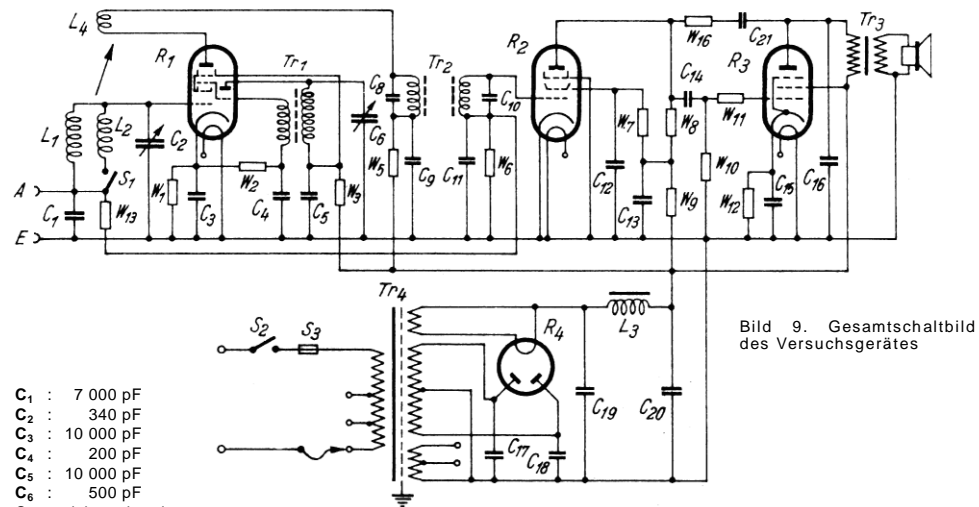 L4
R1
Tr1
C8
Tr2
C10
R2
W16
C21
Tr3
R3
C14
W11
L1
L2
C2
C6
W7
W8
S1
W1
W2
W5
C9
C11
W6
C12
W10
C15
C16
A
C1
W13
C3
C4
C5
W3
C13
W9
W12
E
Tr4
S2
S3
R4
L3
Bild 9. Gesamtschaltbild
des Versuchsgerätes
C19
C20
C17
C18
C₁ : 7 000 pF
C₂ : 340 pF
C₃ : 10 000 pF
C₄ : 200 pF
C₅ : 10 000 pF
C₆ : 500 pF